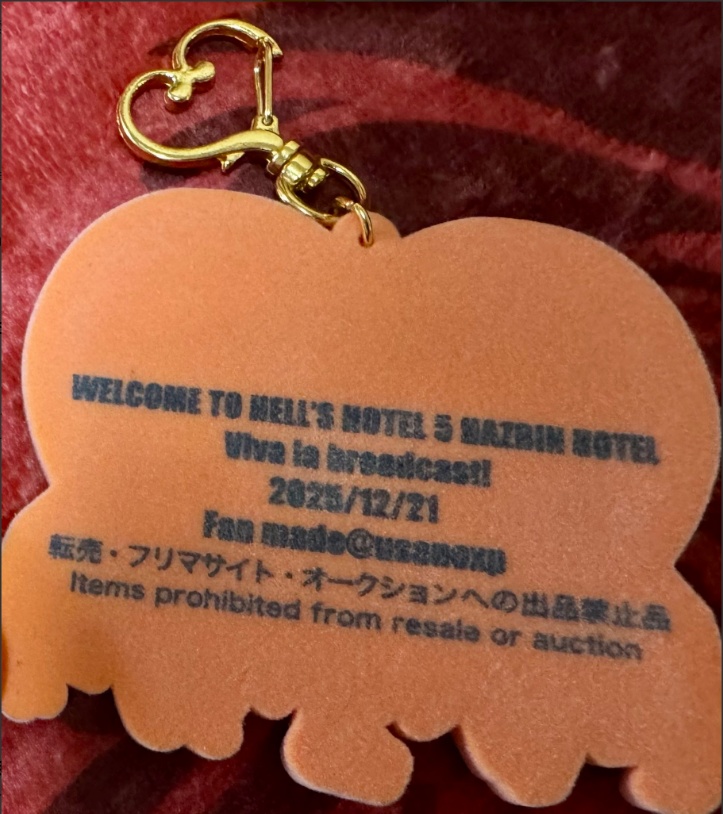 WELCOME TO HELL'S HOTEL 5 HAZBIN HOTEL
Viva la broadcast!
2025/12/21
Fan made@usanoxp
転売・フリマサイト・オークションへの出品禁止品
Items prohibited from resale or auction